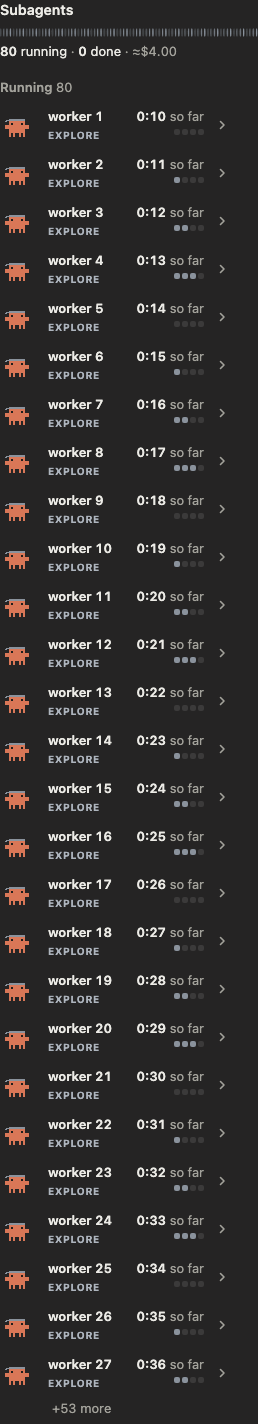 Subagents
80 running · 0 done · ≈$4.00
Running 80
worker 1 0:10 so far
EXPLORE
worker 2 0:11 so far
EXPLORE
worker 3 0:12 so far
EXPLORE
worker 4 0:13 so far
EXPLORE
worker 5 0:14 so far
EXPLORE
worker 6 0:15 so far
EXPLORE
worker 7 0:16 so far
EXPLORE
worker 8 0:17 so far
EXPLORE
worker 9 0:18 so far
EXPLORE
worker 10 0:19 so far
EXPLORE
worker 11 0:20 so far
EXPLORE
worker 12 0:21 so far
EXPLORE
worker 13 0:22 so far
EXPLORE
worker 14 0:23 so far
EXPLORE
worker 15 0:24 so far
EXPLORE
worker 16 0:25 so far
EXPLORE
worker 17 0:26 so far
EXPLORE
worker 18 0:27 so far
EXPLORE
worker 19 0:28 so far
EXPLORE
worker 20 0:29 so far
EXPLORE
worker 21 0:30 so far
EXPLORE
worker 22 0:31 so far
EXPLORE
worker 23 0:32 so far
EXPLORE
worker 24 0:33 so far
EXPLORE
worker 25 0:34 so far
EXPLORE
worker 26 0:35 so far
EXPLORE
worker 27 0:36 so far
EXPLORE
+53 more